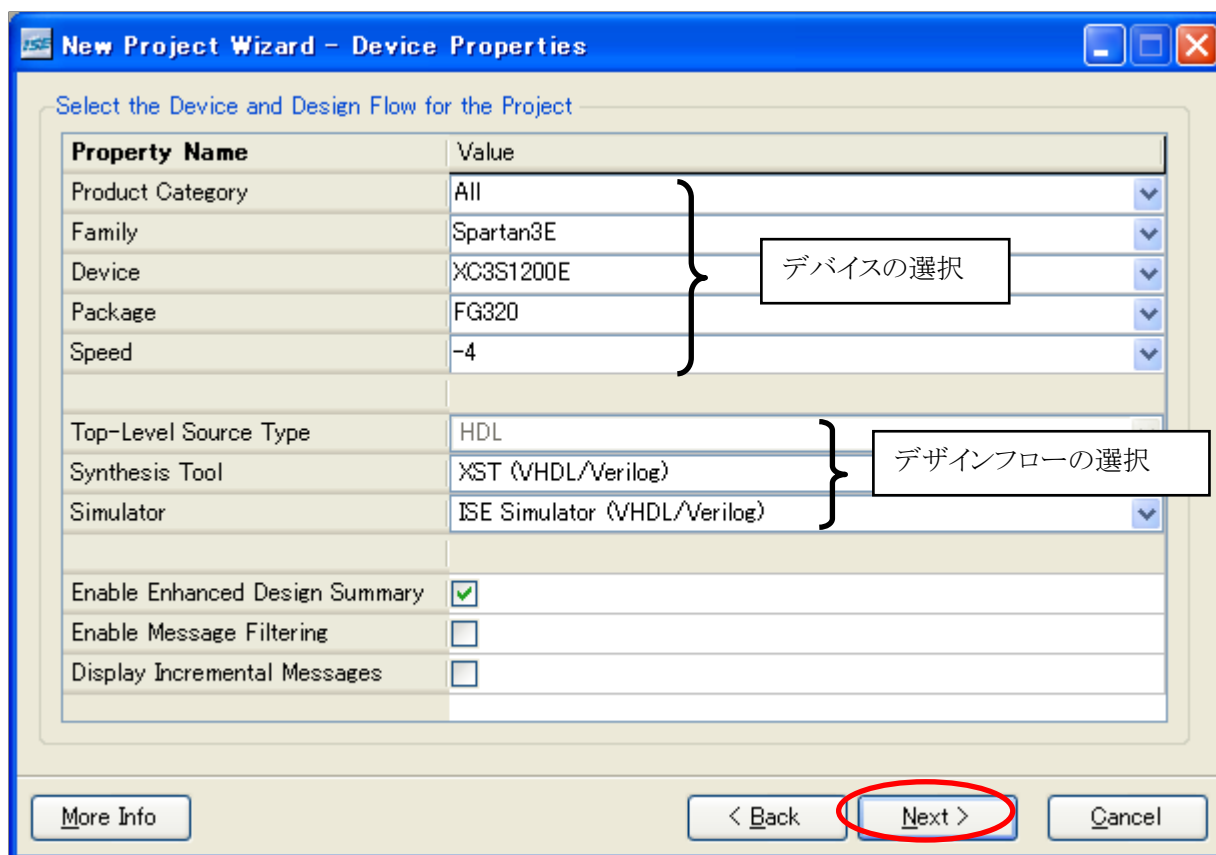 ISE New Project Wizard - Device Properties
Select the Device and Design Flow for the Project
Property Name Value
Product Category All
Family Spartan3E
Device XC3S1200E
Package FG320
Speed -4
デバイスの選択
Top-Level Source Type HDL
Synthesis Tool XST (VHDL/Verilog)
Simulator ISE Simulator (VHDL/Verilog)
デザインフローの選択
Enable Enhanced Design Summary
Enable Message Filtering
Display Incremental Messages
More Info < Back Next > Cancel